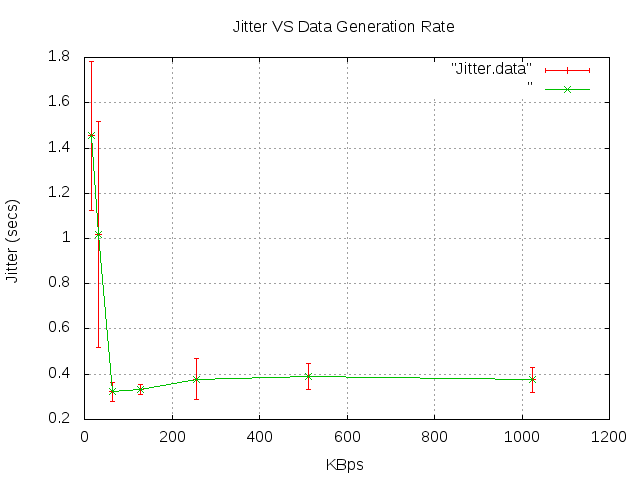 Jitter VS Data Generation Rate
1.8
"Jitter.data"
"
1.6
1.4
1.2
1
0.8
0.6
0.4
0.2
Jitter (secs)
0 200 400 600 800 1000 1200
KBps